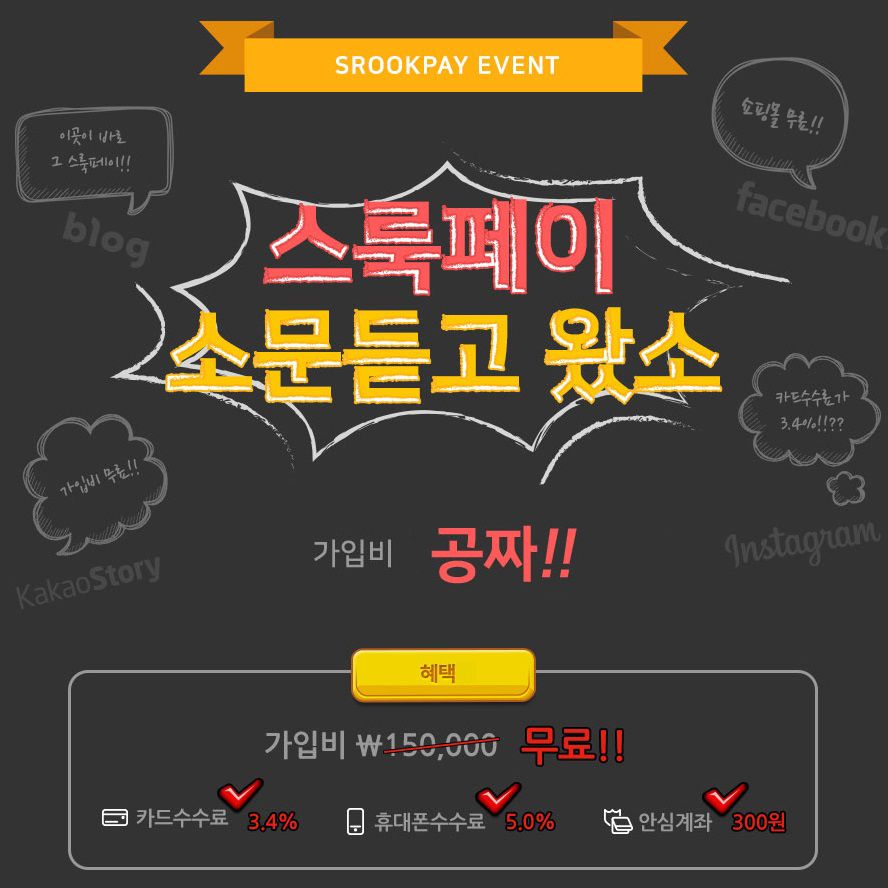 SROOKPAY EVENT
이곳이 바로
그 스룩페이!!
blog
쇼핑몰 무료!!
facebook
스룩페이
소문듣고 왔소
카드수수료가
3.4%!!??
Instagram
가입비 무료!!
KakaoStory
가입비 공짜!!
혜택
가입비 ₩150,000 무료!!
카드수수료 3.4% 휴대폰수수료 5.0% 안심계좌 300원